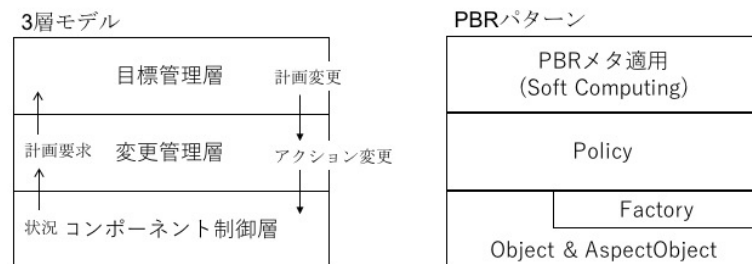 3層モデル
目標管理層
計画変更
計画要求
変更管理層
アクション変更
状況
コンポーネント制御層
PBRパターン
PBRメタ適用
(Soft Computing)
Policy
Factory
Object & AspectObject